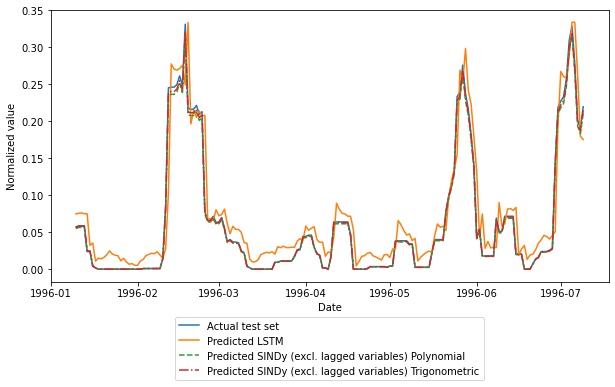 0.35
0.30
0.25
0.20
0.15
0.10
0.05
0.00
Normalized value
1996-01 1996-02 1996-03 1996-04 1996-05 1996-06 1996-07
Date
Actual test set
Predicted LSTM
Predicted SINDy (excl. lagged variables) Polynomial
Predicted SINDy (excl. lagged variables) Trigonometric